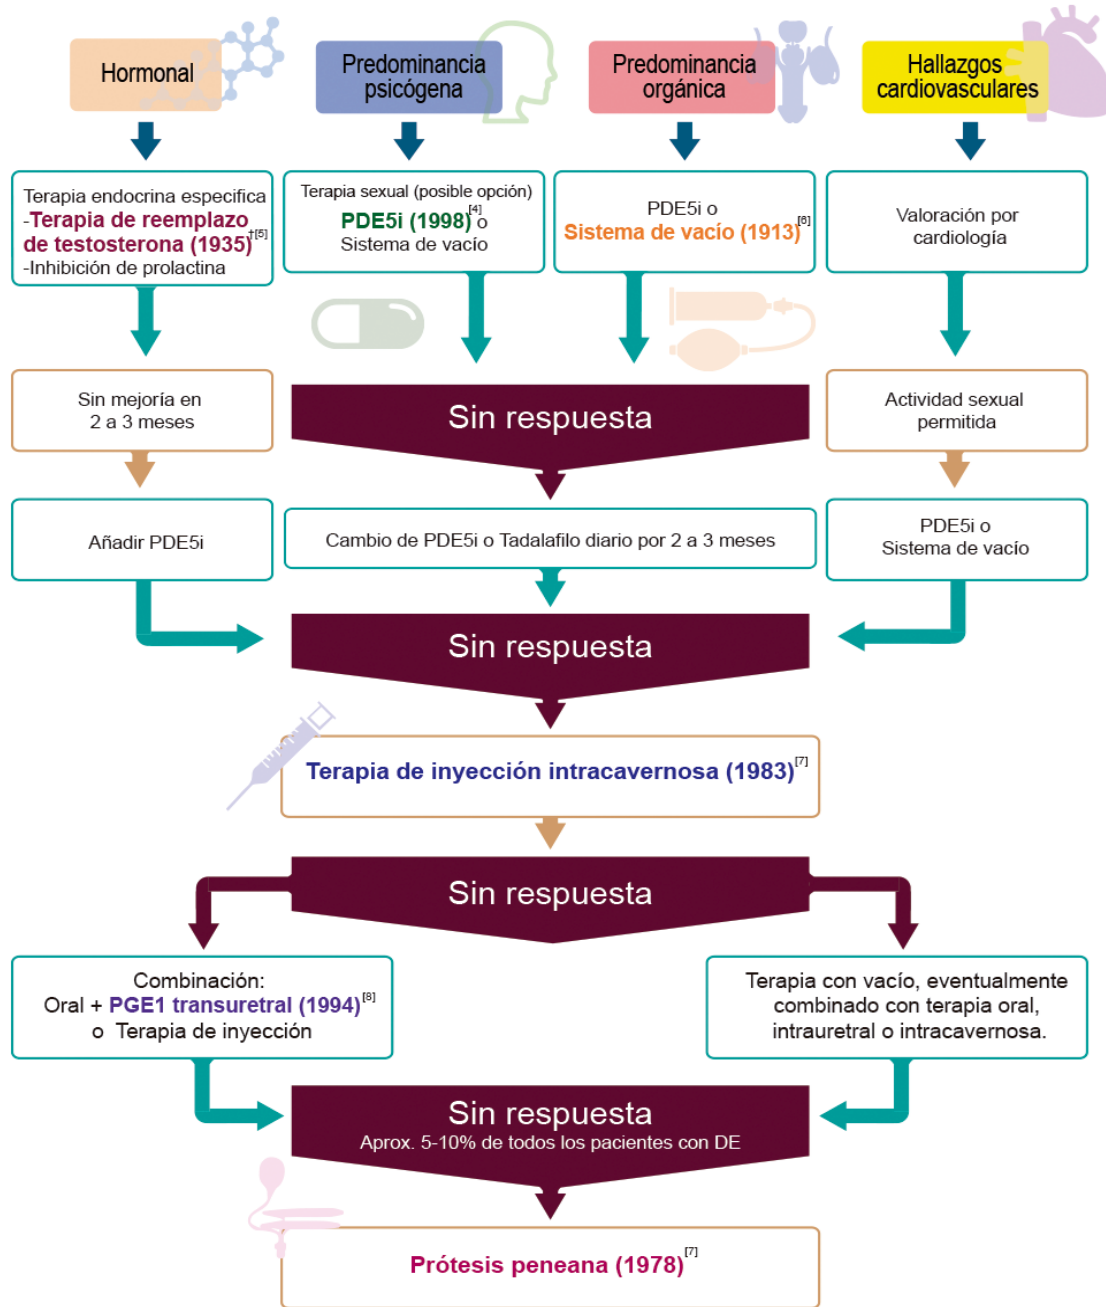 Hormonal
Predominancia
psicógena
Predominancia
orgánica
Hallazgos
cardiovasculares
Terapia endocrina especifica
-Terapia de reemplazo
de testosterona (1935)†[5]
-Inhibición de prolactina
Terapia sexual (posible opción)
PDE5i (1998)[4] o
Sistema de vacío
PDE5i o
Sistema de vacío (1913)[6]
Valoración por
cardiología
Sin mejoría en
2 a 3 meses
Sin respuesta
Actividad sexual
permitida
Añadir PDE5i
Cambio de PDE5i o Tadalafilo diario por 2 a 3 meses
PDE5i o
Sistema de vacío
Sin respuesta
Terapia de inyección intracavernosa (1983)[7]
Sin respuesta
Combinación:
Oral + PGE1 transuretral (1994)[8]
o Terapia de inyección
Terapia con vacío, eventualmente
combinado con terapia oral,
intrauretral o intracavernosa.
Sin respuesta
Aprox. 5-10% de todos los pacientes con DE
Prótesis peneana (1978)[7]